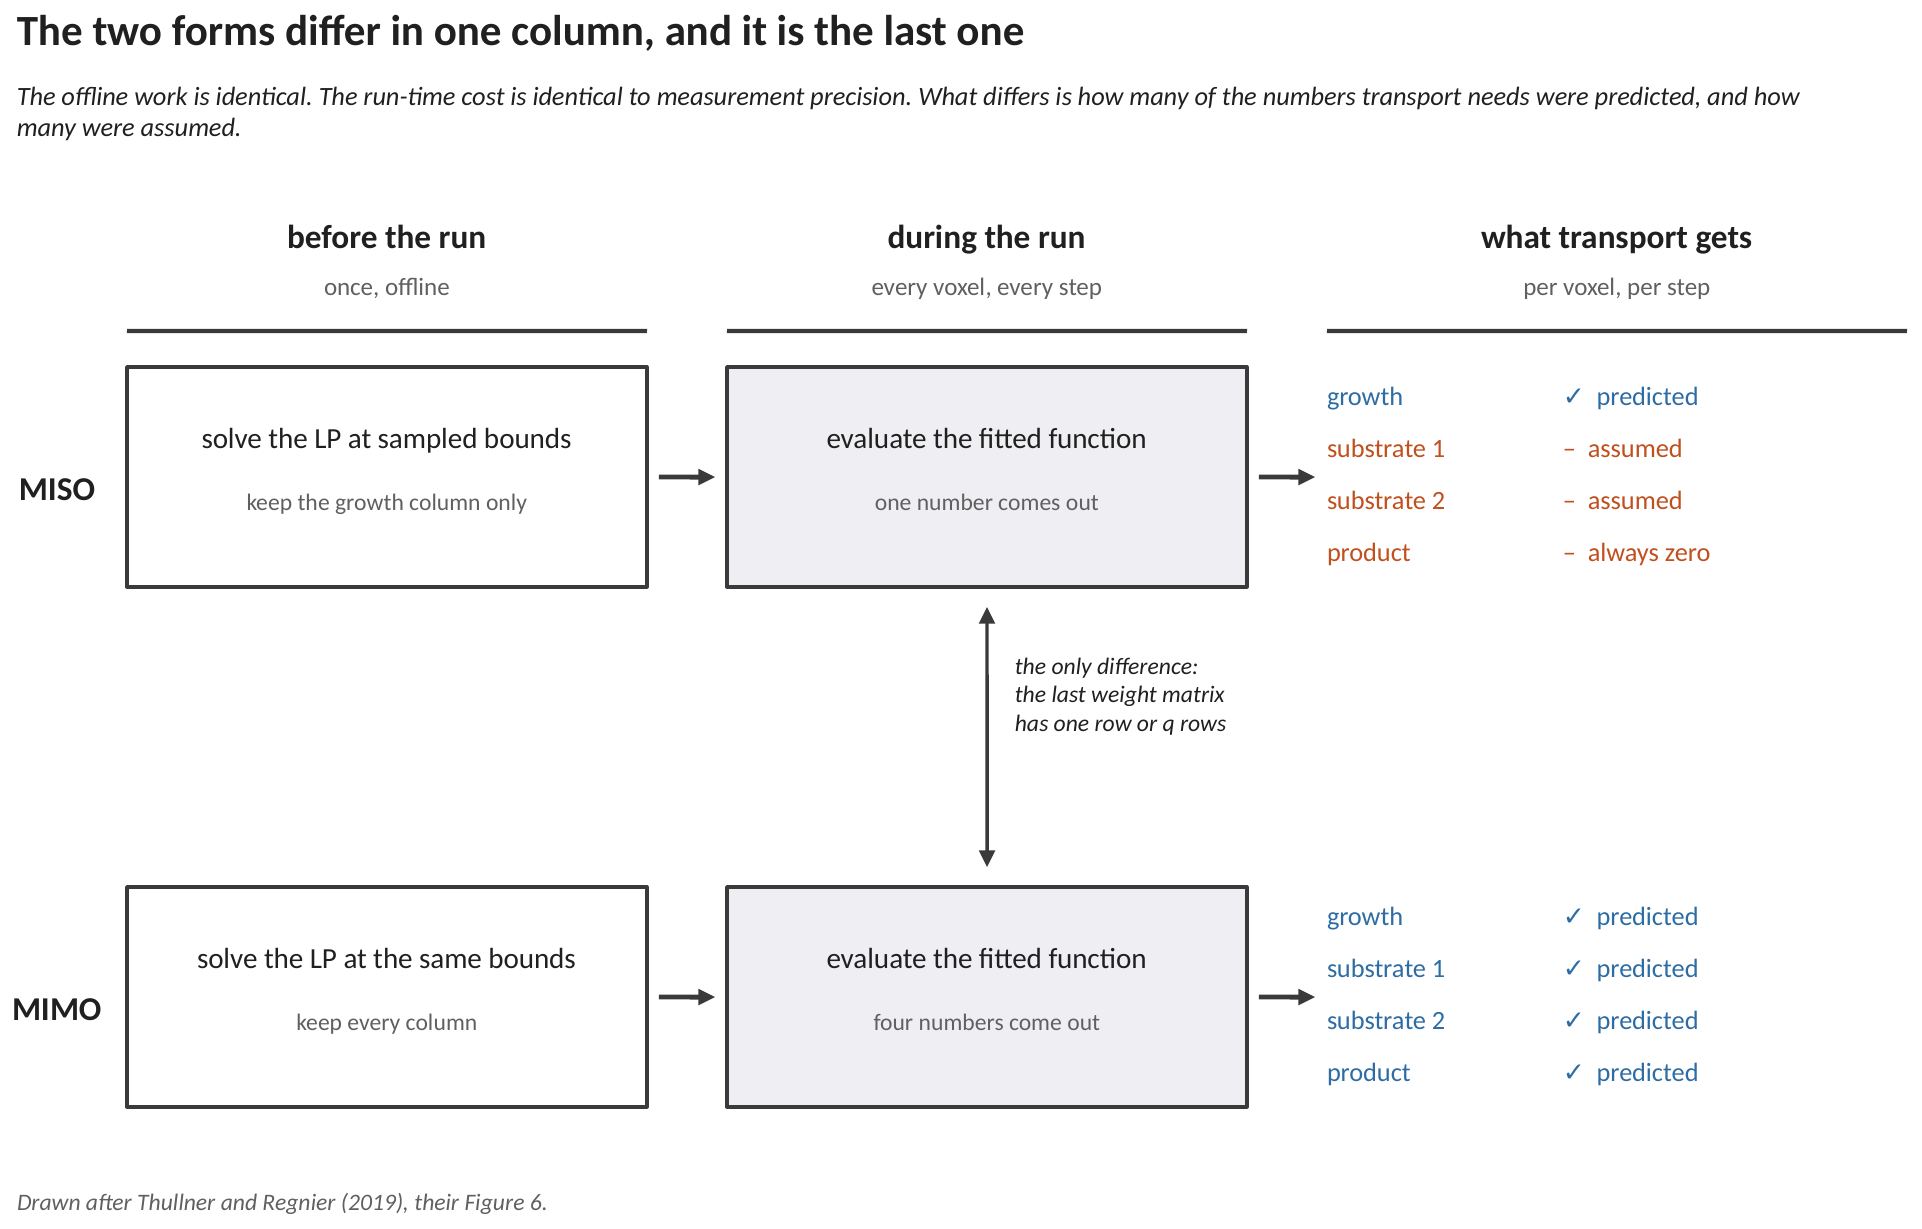 The two forms differ in one column, and it is the last one
The offline work is identical. The run-time cost is identical to measurement precision. What differs is how many of the numbers transport needs were predicted, and how
many were assumed.
before the run
during the run
what transport gets
once, offline
every voxel, every step
per voxel, per step
MISO
solve the LP at sampled bounds
keep the growth column only
evaluate the fitted function
one number comes out
growth ✓ predicted
substrate 1 – assumed
substrate 2 – assumed
product – always zero
the only difference:
the last weight matrix
has one row or q rows
MIMO
solve the LP at the same bounds
keep every column
evaluate the fitted function
four numbers come out
growth ✓ predicted
substrate 1 ✓ predicted
substrate 2 ✓ predicted
product ✓ predicted
Drawn after Thullner and Regnier (2019), their Figure 6.